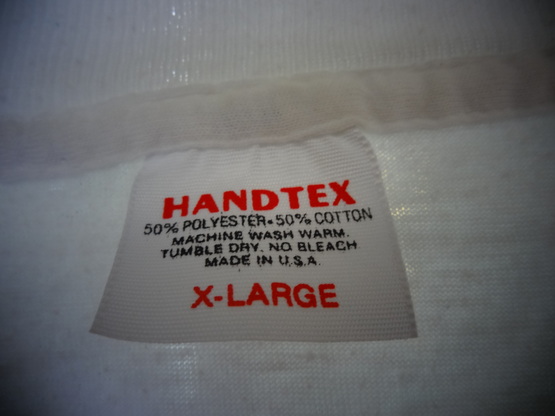 HANDTEX
50% POLYESTER•50% COTTON
MACHINE WASH WARM.
TUMBLE DRY. NO BLEACH
MADE IN U.S.A.
X-LARGE